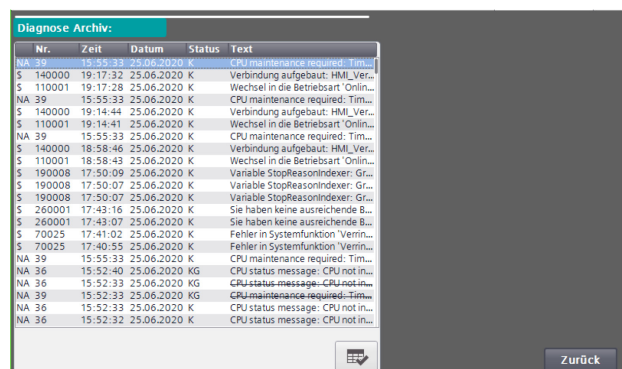 Diagnose Archiv:
Nr. Zeit Datum Status Text
NA 39 15:55:33 25.06.2020 K CPU maintenance required: Tim...
$ 140000 19:17:32 25.06.2020 K Verbindung aufgebaut: HMI_Ver...
$ 110001 19:17:28 25.06.2020 K Wechsel in die Betriebsart 'Onlin...
NA 39 15:55:33 25.06.2020 K CPU maintenance required: Tim...
$ 140000 19:14:44 25.06.2020 K Verbindung aufgebaut: HMI_Ver...
$ 110001 19:14:41 25.06.2020 K Wechsel in die Betriebsart 'Onlin...
NA 39 15:55:33 25.06.2020 K CPU maintenance required: Tim...
$ 140000 18:58:46 25.06.2020 K Verbindung aufgebaut: HMI_Ver...
$ 110001 18:58:43 25.06.2020 K Wechsel in die Betriebsart 'Onlin...
$ 190008 17:50:09 25.06.2020 K Variable StopReasonIndexer: Gr...
$ 190008 17:50:07 25.06.2020 K Variable StopReasonIndexer: Gr...
$ 190008 17:50:07 25.06.2020 K Variable StopReasonIndexer: Gr...
$ 260001 17:43:16 25.06.2020 K Sie haben keine ausreichende B...
$ 260001 17:43:07 25.06.2020 K Sie haben keine ausreichende B...
$ 70025 17:41:02 25.06.2020 K Fehler in Systemfunktion 'Verrin...
$ 70025 17:40:55 25.06.2020 K Fehler in Systemfunktion 'Verrin...
NA 39 15:55:33 25.06.2020 K CPU maintenance required: Tim...
NA 36 15:52:40 25.06.2020 KG CPU status message: CPU not in...
NA 36 15:52:33 25.06.2020 KG CPU status message: CPU not in...
NA 39 15:52:33 25.06.2020 KG CPU maintenance required: Tim...
NA 36 15:52:33 25.06.2020 K CPU status message: CPU not in...
NA 36 15:52:32 25.06.2020 K CPU status message: CPU not in...
Zurück